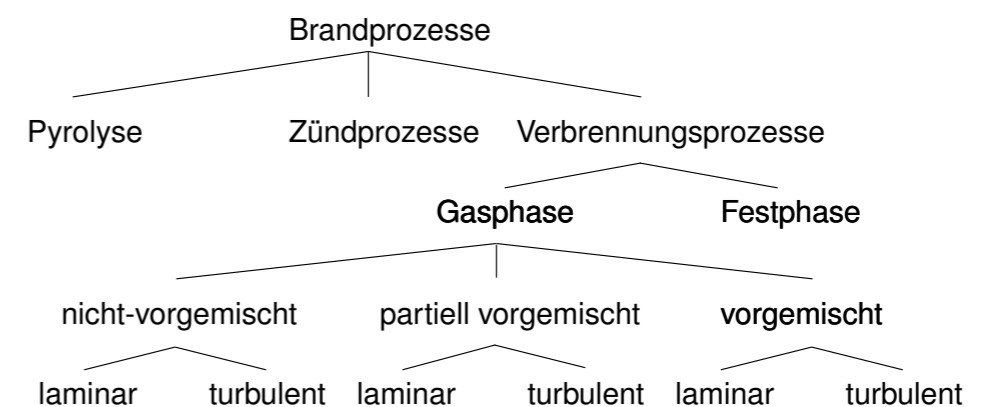 Brandprozesse
Pyrolyse Zündprozesse Verbrennungsprozesse
Gasphase Festphase
nicht-vorgemischt partiell vorgemischt vorgemischt
laminar turbulent laminar turbulent laminar turbulent